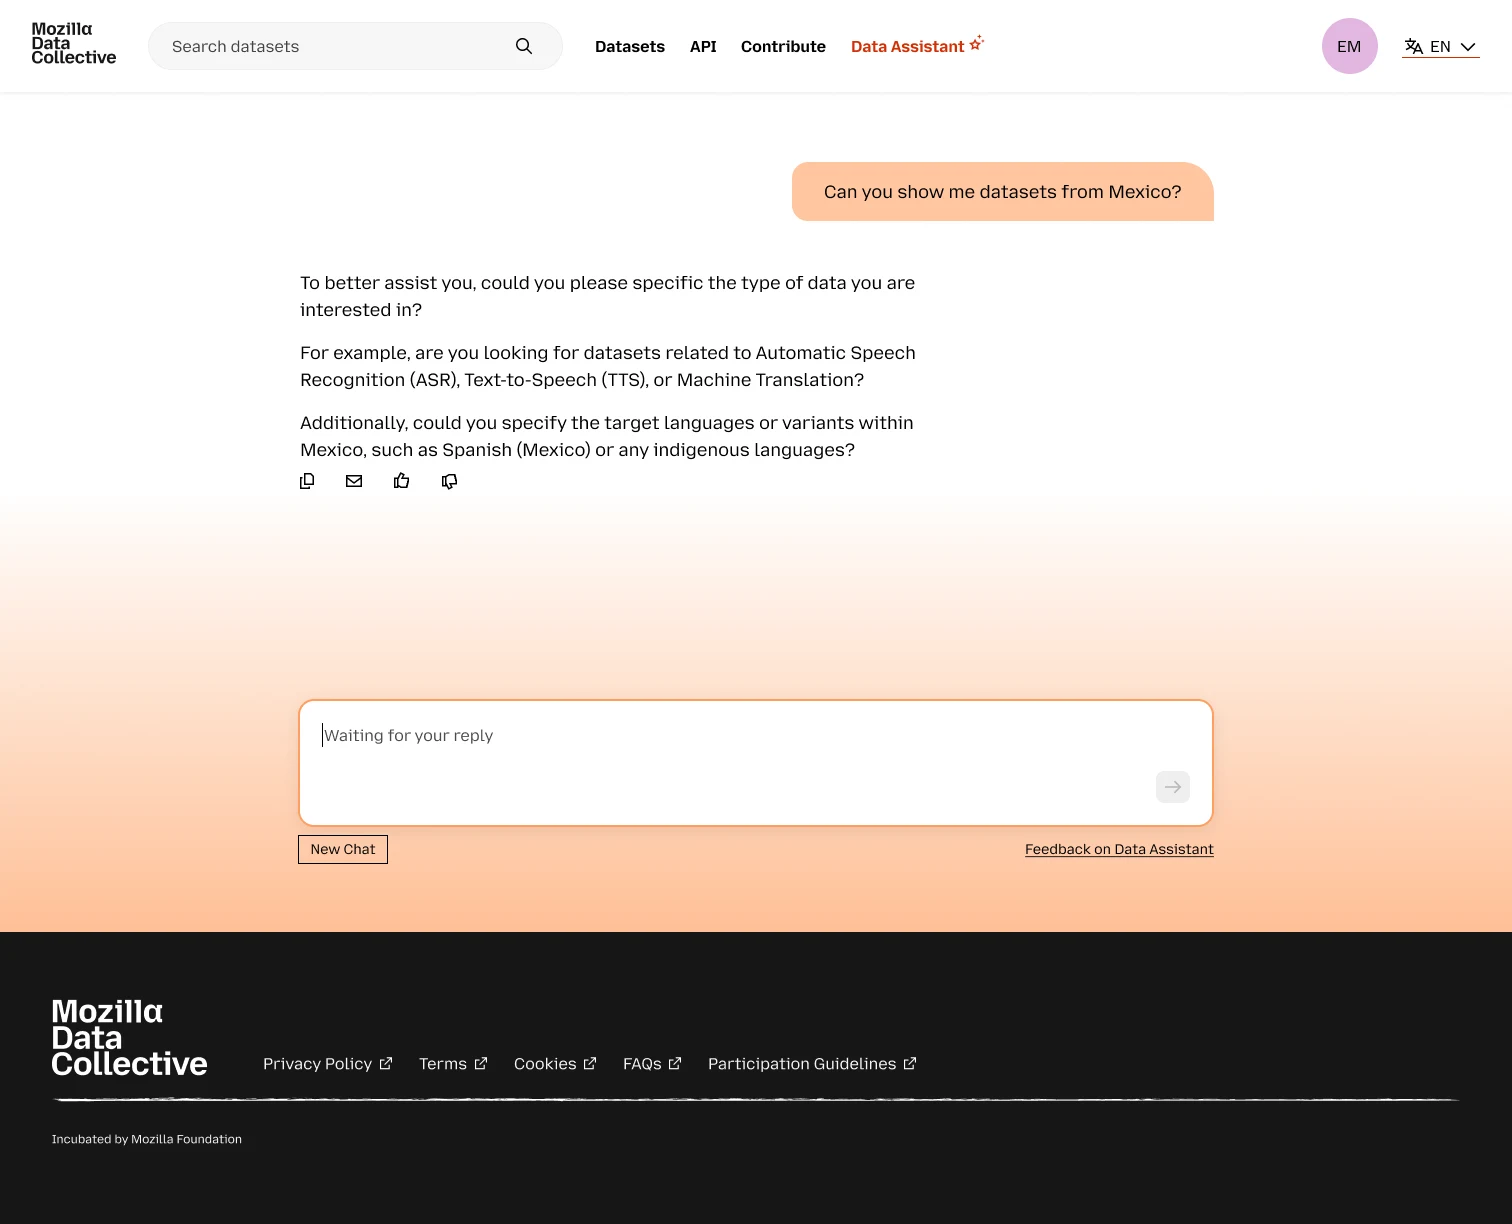 Mozilla
Data
Collective
Search datasets
Datasets
API
Contribute
Data Assistant
EM
EN
Can you show me datasets from Mexico?
To better assist you, could you please specific the type of data you are
interested in?
For example, are you looking for datasets related to Automatic Speech
Recognition (ASR), Text-to-Speech (TTS), or Machine Translation?
Additionally, could you specify the target languages or variants within
Mexico, such as Spanish (Mexico) or any indigenous languages?
Waiting for your reply
New Chat
Feedback on Data Assistant
Mozilla
Data
Collective
Privacy Policy
Terms
Cookies
FAQs
Participation Guidelines
Incubated by Mozilla Foundation